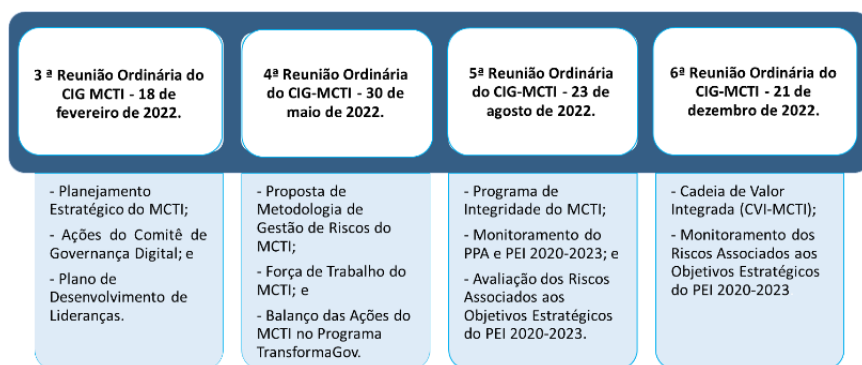 3 ª Reunião Ordinária do
CIG MCTI - 18 de
fevereiro de 2022.
4ª Reunião Ordinária
do CIG-MCTI - 30 de
maio de 2022.
5ª Reunião Ordinária
do CIG-MCTI - 23 de
agosto de 2022.
6ª Reunião Ordinária do
CIG-MCTI - 21 de
dezembro de 2022.
- Planejamento
Estratégico do MCTI;
- Ações do Comitê de
Governança Digital; e
- Plano de
Desenvolvimento de
Lideranças.
- Proposta de
Metodologia de
Gestão de Riscos do
MCTI;
- Força de Trabalho do
MCTI; e
- Balanço das Ações do
MCTI no Programa
TransformaGov.
- Programa de
Integridade do MCTI;
- Monitoramento do
PPA e PEI 2020-2023; e
- Avaliação dos Riscos
Associados aos
Objetivos Estratégicos
do PEI 2020-2023.
- Cadeia de Valor
Integrada (CVI-MCTI);
- Monitoramento dos
Riscos Associados aos
Objetivos Estratégicos
do PEI 2020-2023